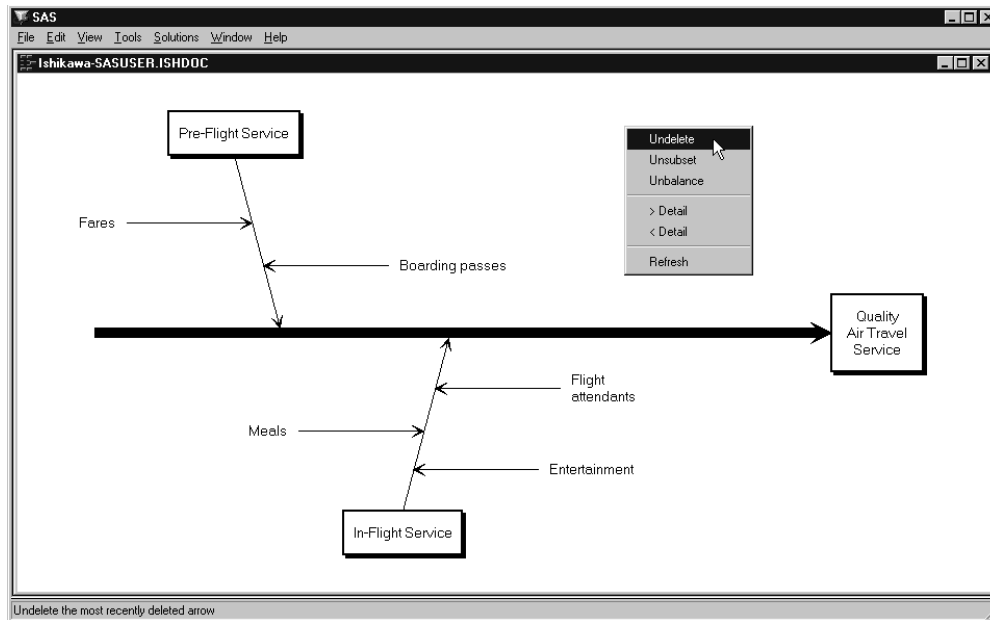 SAS
File Edit View Tools Solutions Window Help
Ishikawa-SASUSER.ISHDOC
Pre-Flight Service
Undelete
Unsubset
Unbalance
> Detail
< Detail
Refresh
Fares
Boarding passes
Quality
Air Travel
Service
Flight
attendants
Meals
Entertainment
In-Flight Service
Undelete the most recently deleted arrow